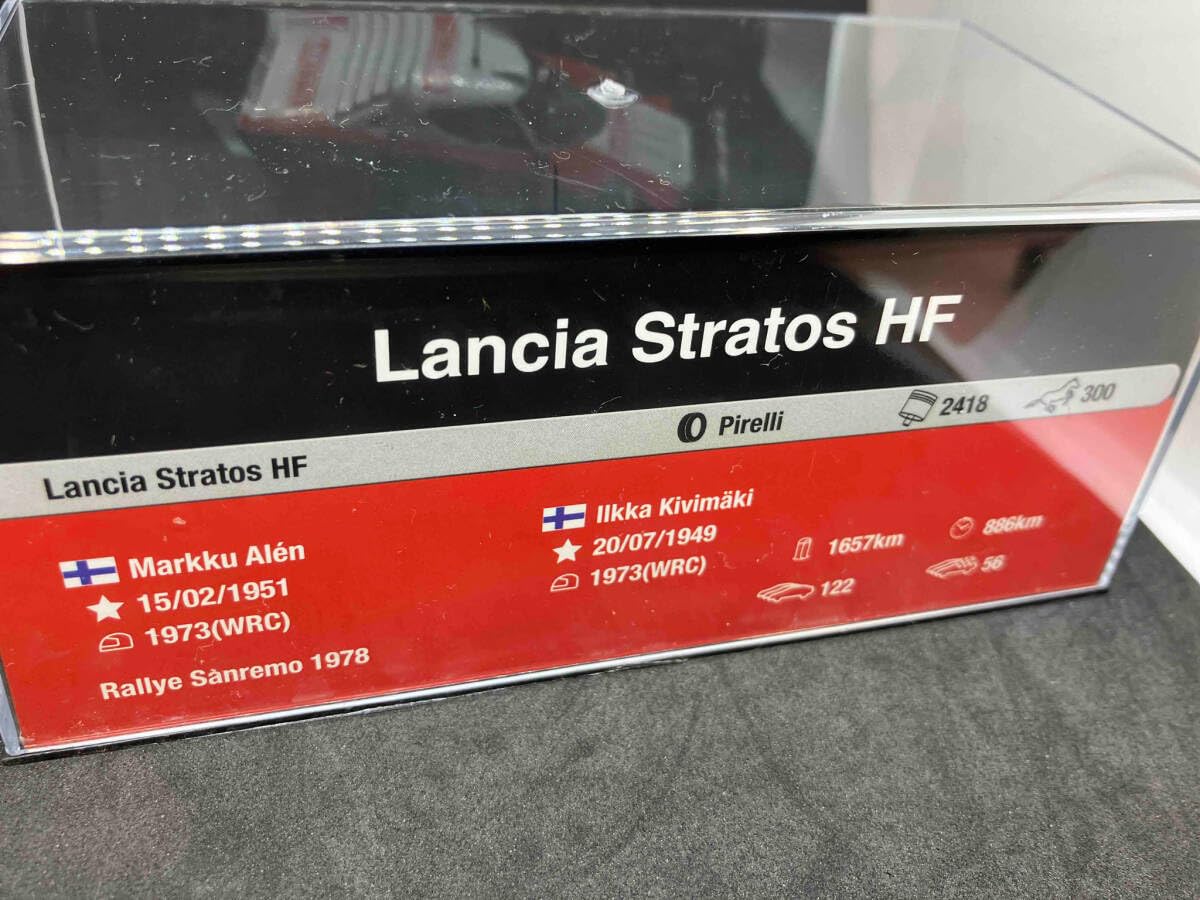 Lancia Stratos HF
Lancia Stratos HF Pirelli 2418 300
Markku Alén
15/02/1951
1973(WRC)
Ilkka Kivimäki
20/07/1949
1973(WRC)
1657km 886km
122 56
Rallye Sànremo 1978